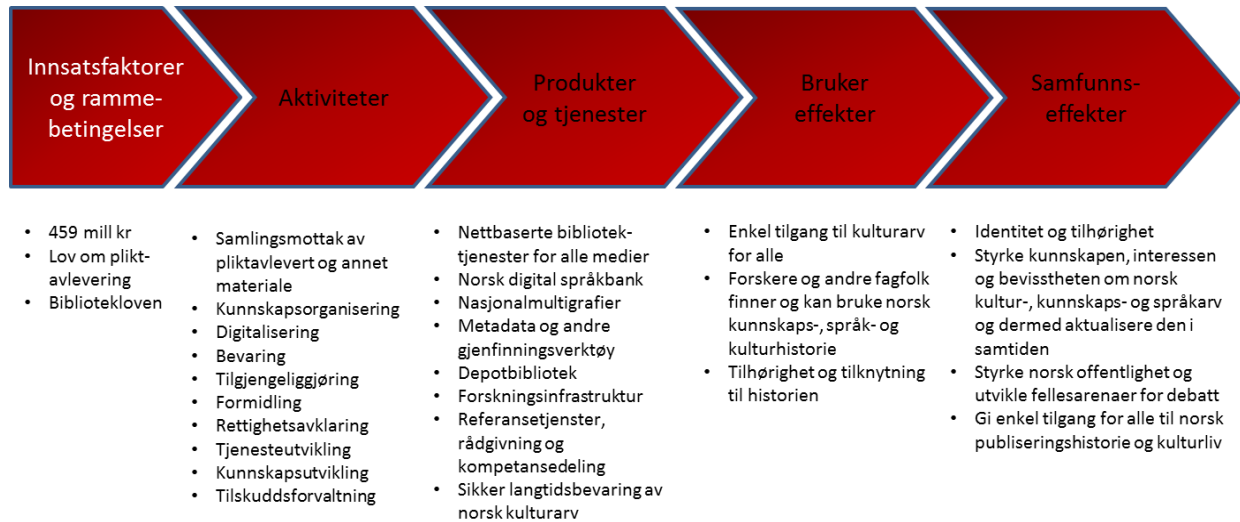 Innsatsfaktorer
og ramme-
betingelser
Aktiviteter
Produkter
og tjenester
Bruker
effekter
Samfunns-
effekter
• 459 mill kr
• Lov om plikt-
avlevering
• Bibliotekloven
• Samlingsmottak av
pliktavlevert og annet
materiale
• Kunnskapsorganisering
• Digitalisering
• Bevaring
• Tilgjengeliggjøring
• Formidling
• Rettighetsavklaring
• Tjenesteutvikling
• Kunnskapsutvikling
• Tilskuddsforvaltning
• Nettbaserte bibliotek-
tjenester for alle medier
• Norsk digital språkbank
• Nasjonalmultigrafier
• Metadata og andre
gjenfinningsverktøy
• Depotbibliotek
• Forskningsinfrastruktur
• Referansetjenster,
rådgivning og
kompetansedeling
• Sikker langtidsbevaring av
norsk kulturarv
• Enkel tilgang til kulturarv
for alle
• Forskere og andre fagfolk
finner og kan bruke norsk
kunnskaps-, språk- og
kulturhistorie
• Tilhørighet og tilknytning
til historien
• Identitet og tilhørighet
• Styrke kunnskapen, interessen
og bevisstheten om norsk
kultur-, kunnskaps- og språkarv
og dermed aktualisere den i
samtiden
• Styrke norsk offentlighet og
utvikle fellesarenaer for debatt
• Gi enkel tilgang for alle til norsk
publiseringshistorie og kulturliv